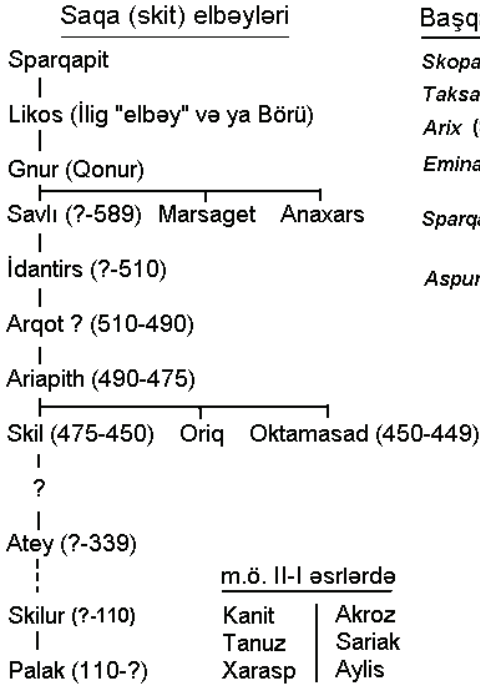 Saqa (skit) elbəyləri
Sparqapit
Likos (İlig "elbəy" və ya Börü)
Gnur (Qonur)
Savlı (?-589) Marsaget Anaxars
İdantirs (?-510)
Arqot ? (510-490)
Ariapith (490-475)
Skil (475-450) Oriq Oktamasad (450-449)
?
Atey (?-339)
Skilur (?-110)
Palak (110-?)
m.ö. II-I əsrlərdə
Kanit Akroz
Tanuz Sariak
Xarasp Aylis
Arix